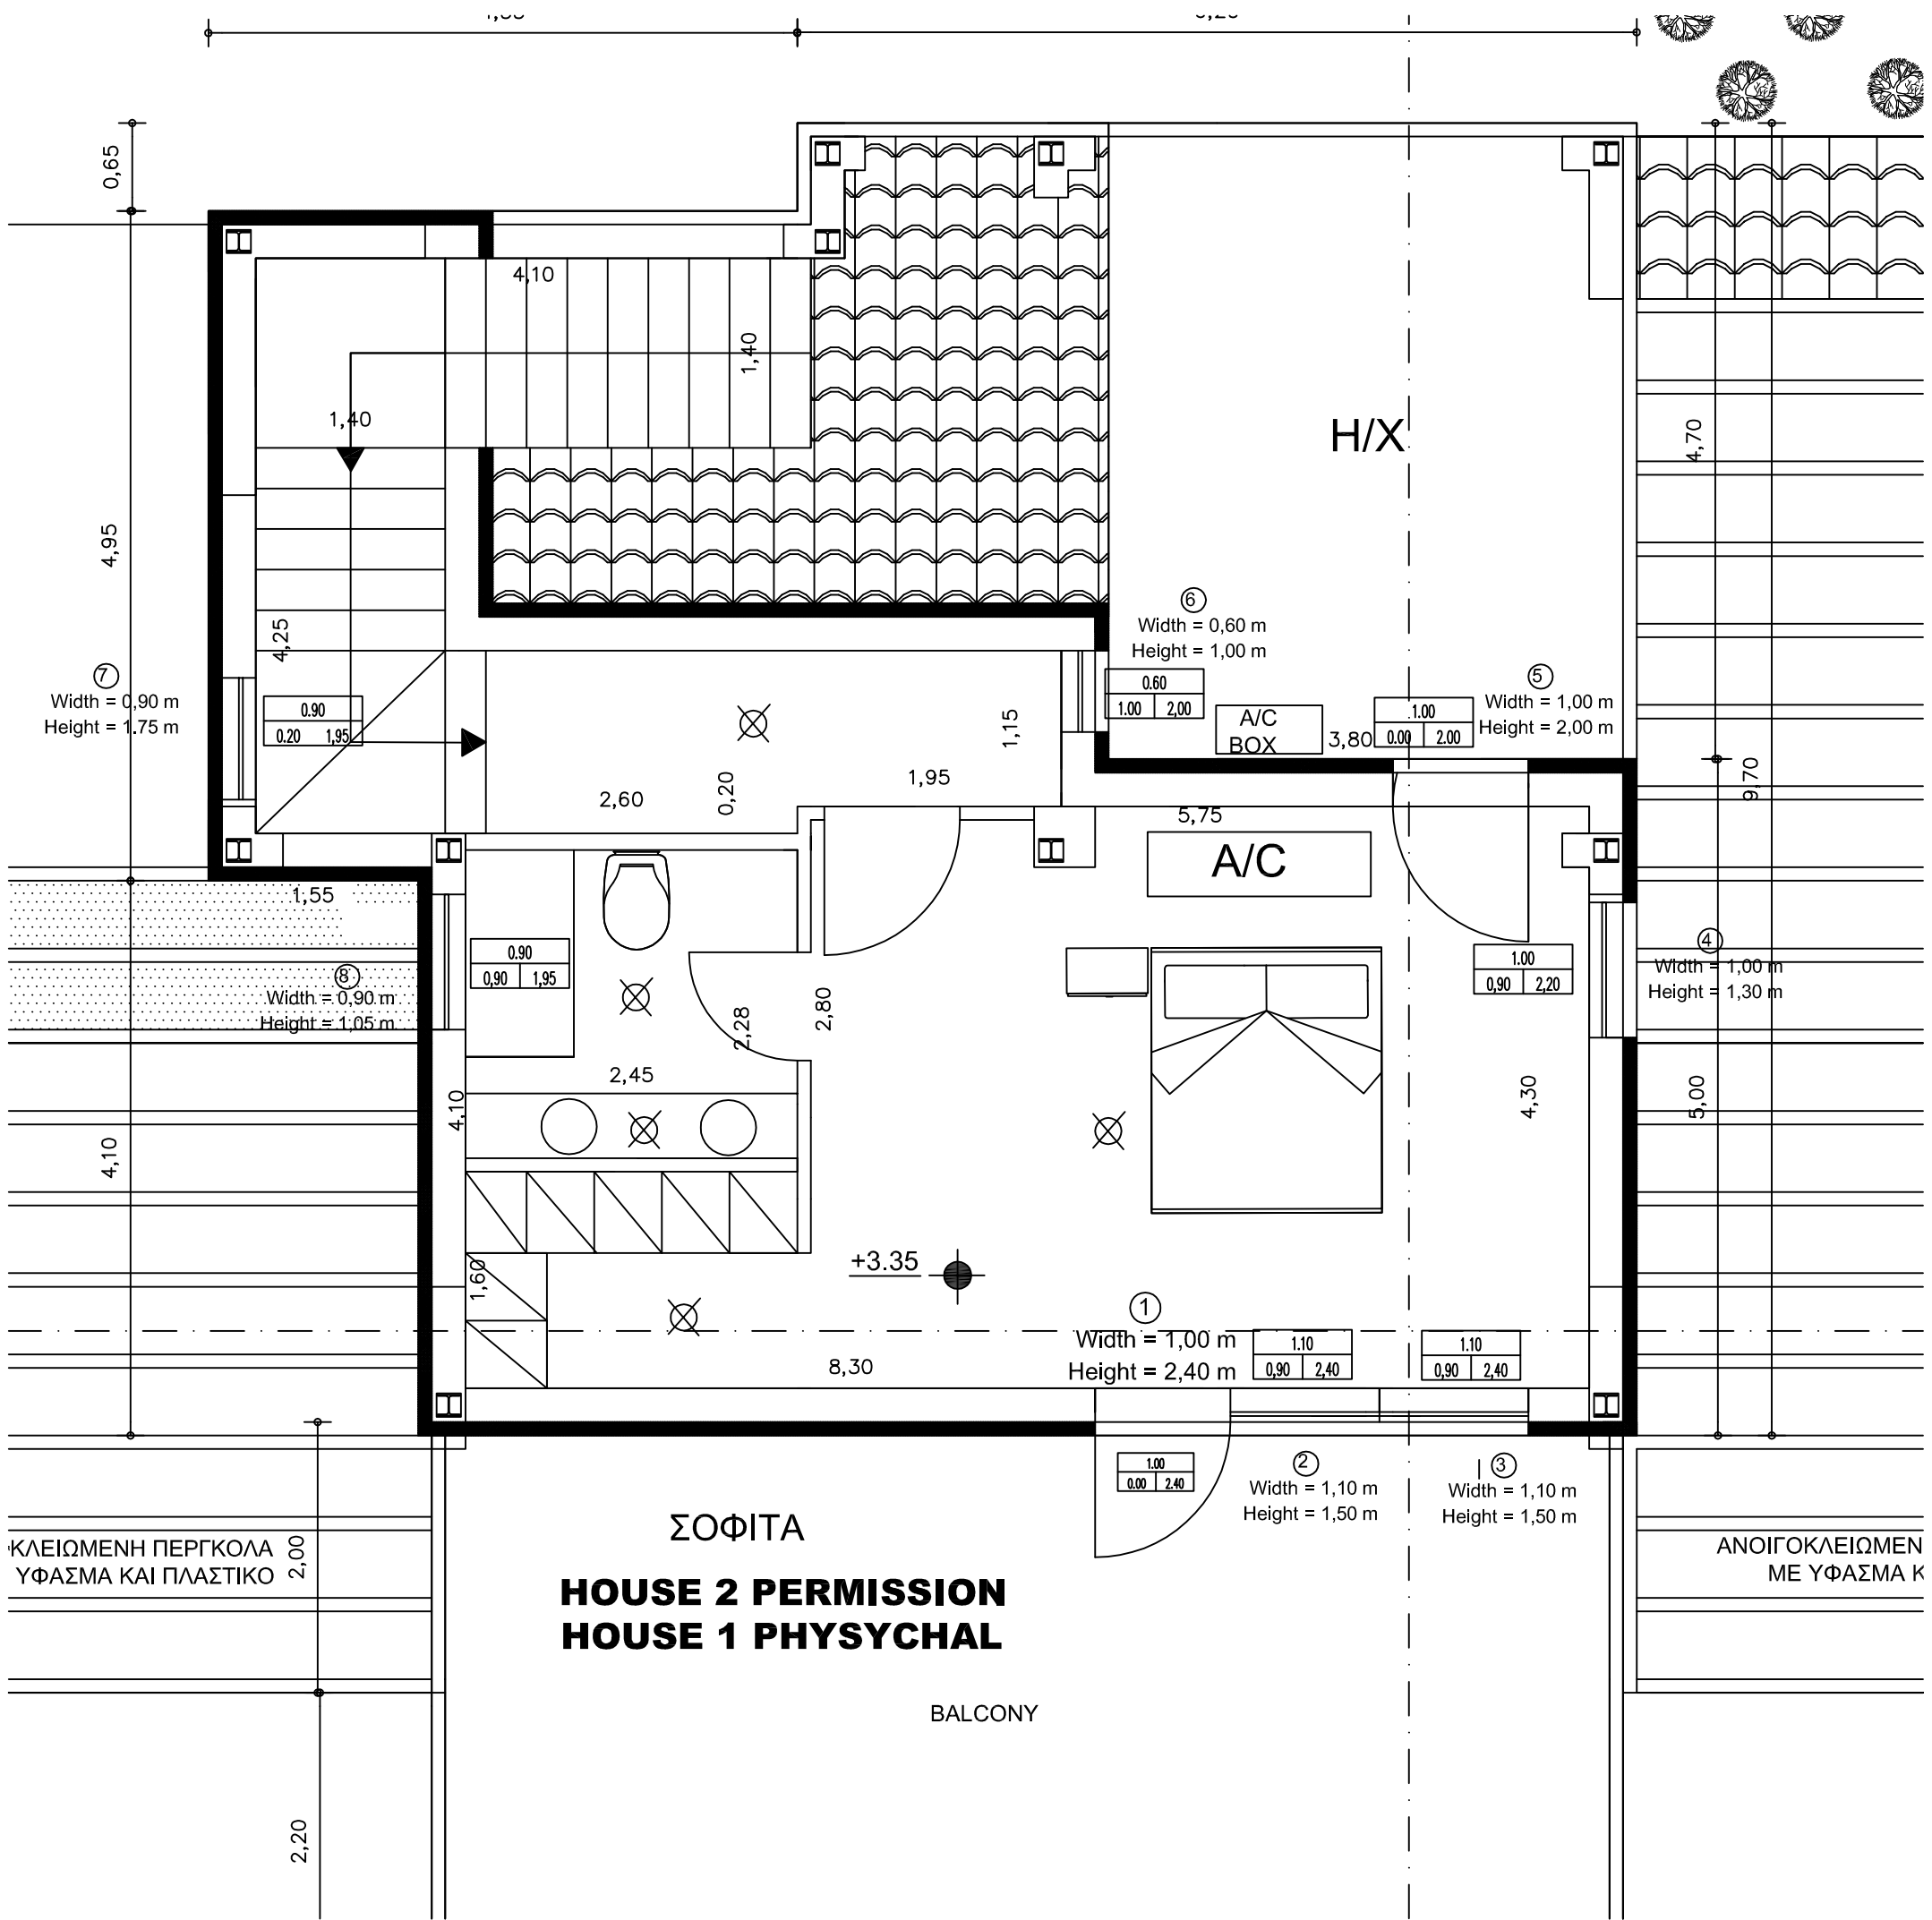 0,65
4,10
1,40
1,40
H/X
4,70
4,95
4,25
6
Width = 0,60 m
Height = 1,00 m
7
Width = 0,90 m
Height = 1.75 m
0.90
0.20 1,95
0.60
1.00 2,00
A/C
BOX
3,80
1.00
0.00 2.00
5
Width = 1,00 m
Height = 2,00 m
1,15
9,70
2,60
0,20
1,95
5,75
A/C
1,55
8
Width = 0,90 m
Height = 1,05 m
0.90
0,90 1,95
2,28
2,80
1.00
0,90 2,20
4
Width = 1,00 m
Height = 1,30 m
2,45
4,10
4,30
5,00
4,10
1,60
+3.35
1
Width = 1,00 m
Height = 2,40 m
1.10
0,90 2,40
1.10
0,90 2,40
8,30
1.00
0.00 2.40
2
Width = 1,10 m
Height = 1,50 m
3
Width = 1,10 m
Height = 1,50 m
ΣΟΦΙΤΑ
ΚΛΕΙΩΜΕΝΗ ΠΕΡΓΚΟΛΑ
ΥΦΑΣΜΑ ΚΑΙ ΠΛΑΣΤΙΚΟ
2,00
ΑΝΟΙΓΟΚΛΕΙΩΜΕΝ
ΜΕ ΥΦΑΣΜΑ Κ
HOUSE 2 PERMISSION
HOUSE 1 PHYSYCHAL
BALCONY
2,20